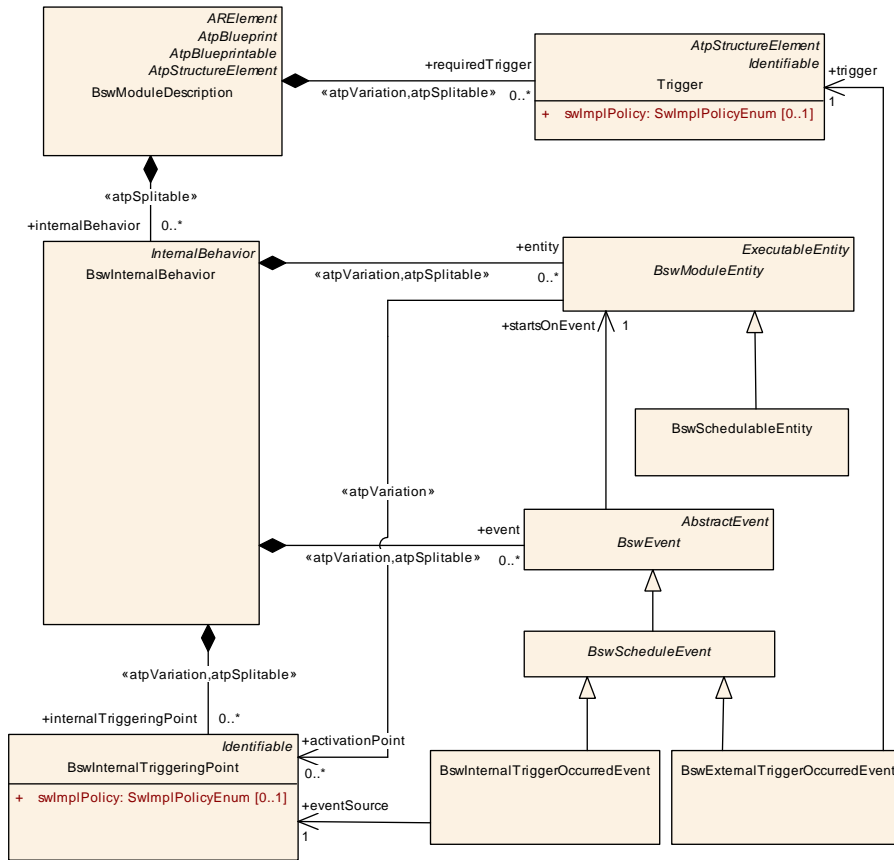 ARElement
AtpBlueprint
AtpBlueprintable
AtpStructureElement
BswModuleDescription
+requiredTrigger
«atpVariation,atpSplitable»
0..*
AtpStructureElement
Identifiable
Trigger
+ swImplPolicy: SwImplPolicyEnum [0..1]
+trigger
1
«atpSplitable»
+internalBehavior
0..*
InternalBehavior
BswInternalBehavior
+entity
«atpVariation,atpSplitable»
0..*
ExecutableEntity
BswModuleEntity
+startsOnEvent
1
BswSchedulableEntity
«atpVariation»
+event
«atpVariation,atpSplitable»
0..*
AbstractEvent
BswEvent
BswScheduleEvent
«atpVariation,atpSplitable»
+internalTriggeringPoint
0..*
Identifiable
BswInternalTriggeringPoint
+ swImplPolicy: SwImplPolicyEnum [0..1]
+activationPoint
0..*
+eventSource
1
BswInternalTriggerOccurredEvent
BswExternalTriggerOccurredEvent